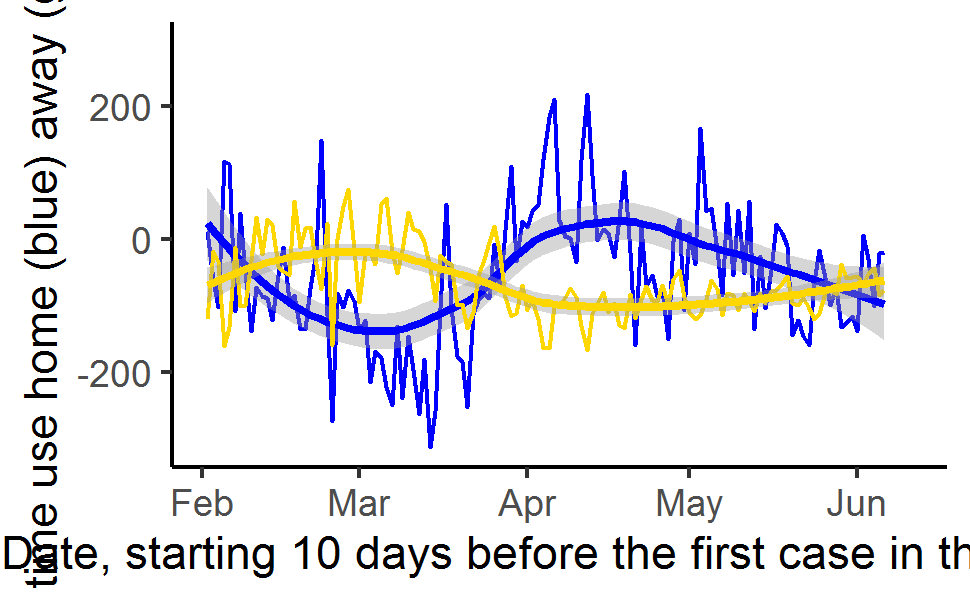 time use home (blue) away (
200
0
-200
Feb Mar Apr May Jun
Date, starting 10 days before the first case in th